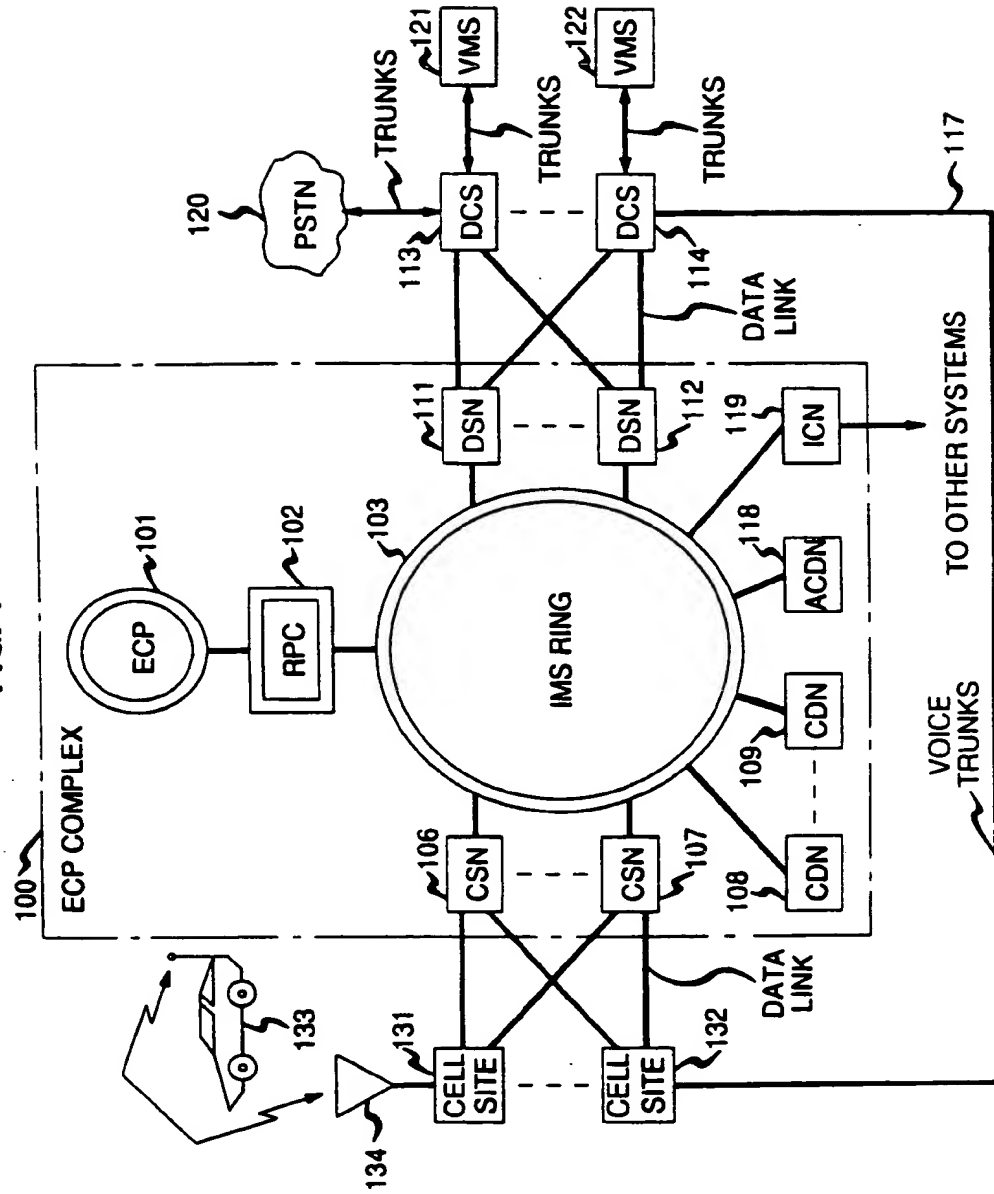 100
ECP COMPLEX
ECP
101
RPC
102
IMS RING
103
133
134
CELL
SITE
131
CELL
SITE
132
DATA
LINK
CSN
106
CSN
107
CDN
108
CDN
109
ACDN
118
ICN
119
TO OTHER SYSTEMS
VOICE
TRUNKS
DSN
111
DSN
112
DATA
LINK
DCS
113
DCS
114
117
PSTN
120
TRUNKS
VMS
121
TRUNKS
VMS
122
TRUNKS